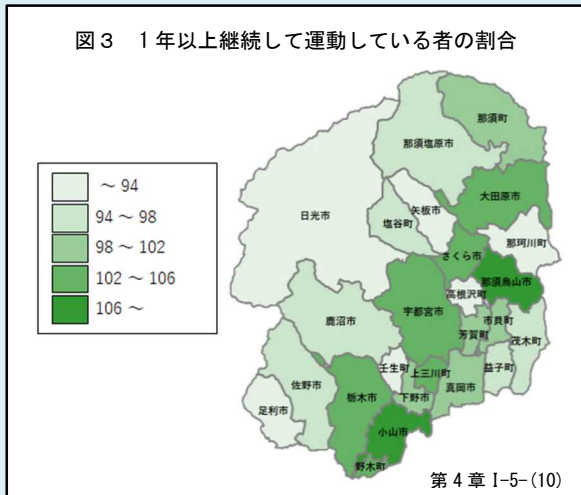 図３　１年以上継続して運動している者の割合
～ 94
94 ～ 98
98 ～ 102
102 ～ 106
106 ～
那須町
那須塩原市
大田原市
矢板市
日光市
塩谷町
那珂川町
さくら市
那須烏山市
高根沢町
宇都宮市
市貝町
鹿沼市
芳賀町
茂木町
壬生町
上三川町
益子町
佐野市
真岡市
栃木市
下野市
足利市
小山市
野木町
第４章 Ⅰ-5-(10)